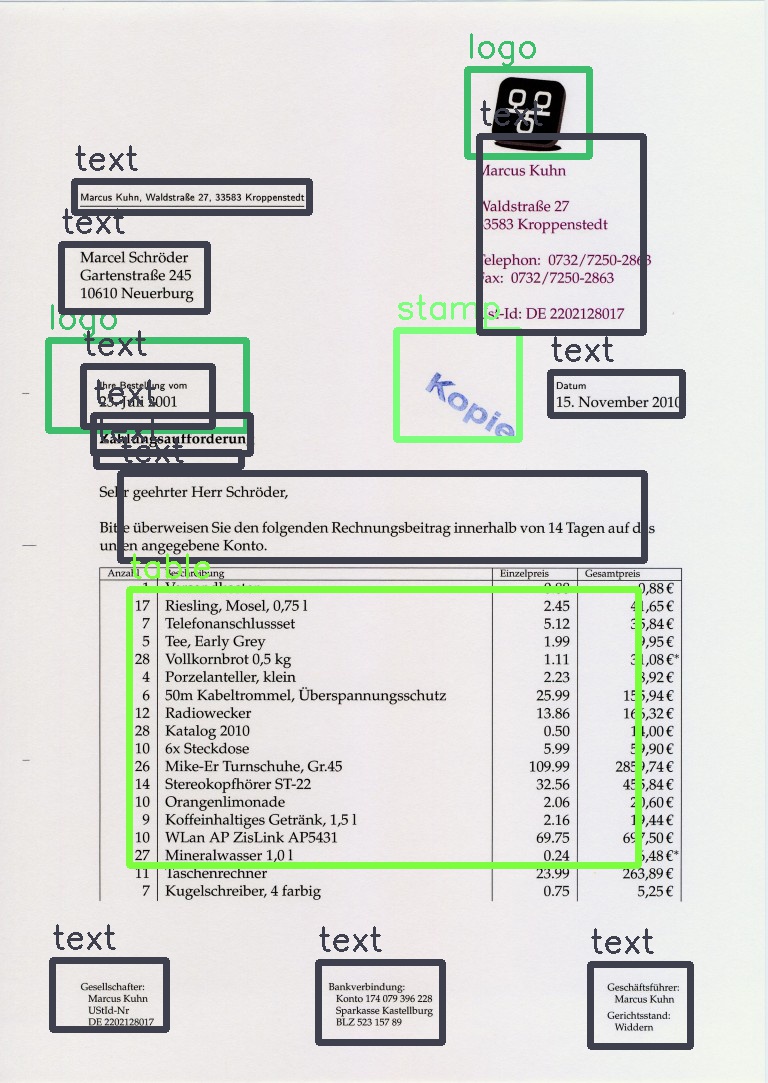 logo
text
Marcus Kuhn
Waldstraße 27
33583 Kroppenstedt
Telephon: 0732/7250-2863
Fax: 0732/7250-2863
Ust-Id: DE 2202128017
text
Marcus Kuhn, Waldstraße 27, 33583 Kroppenstedt
text
Marcel Schröder
Gartenstraße 245
10610 Neuerburg
logo
text
Ihre Bestellung vom
23. Juli 2001
stamp
Kopie
text
Datum
15. November 2010
text
Zahlungsaufforderun
text
text
Sehr geehrter Herr Schröder,
Bitte überweisen Sie den folgenden Rechnungsbeitrag innerhalb von 14 Tagen auf das
unten angegebene Konto.
table
Anzahl Beschreibung Einzelpreis Gesamtpreis
1 Versandkosten 0.88 0,88 €
17 Riesling, Mosel, 0,75 l 2.45 41,65 €
7 Telefonanschlussset 5.12 35,84 €
5 Tee, Early Grey 1.99 9,95 €
28 Vollkornbrot 0,5 kg 1.11 31,08 €*
4 Porzelanteller, klein 2.23 8,92 €
6 50m Kabeltrommel, Überspannungsschutz 25.99 155,94 €
12 Radiowecker 13.86 166,32 €
28 Katalog 2010 0.50 14,00 €
10 6x Steckdose 5.99 59,90 €
26 Mike-Er Turnschuhe, Gr.45 109.99 2859,74 €
14 Stereokopfhörer ST-22 32.56 455,84 €
10 Orangenlimonade 2.06 20,60 €
9 Koffeinhaltiges Getränk, 1,5 l 2.16 19,44 €
10 WLan AP ZisLink AP5431 69.75 697,50 €
27 Mineralwasser 1,0 l 0.24 6,48 €*
11 Taschenrechner 23.99 263,89 €
7 Kugelschreiber, 4 farbig 0.75 5,25 €
text
Gesellschafter:
Marcus Kuhn
UStId-Nr
DE 2202128017
text
Bankverbindung:
Konto 174 079 396 228
Sparkasse Kastellburg
BLZ 523 157 89
text
Geschäftsführer:
Marcus Kuhn
Gerichtsstand:
Widdern